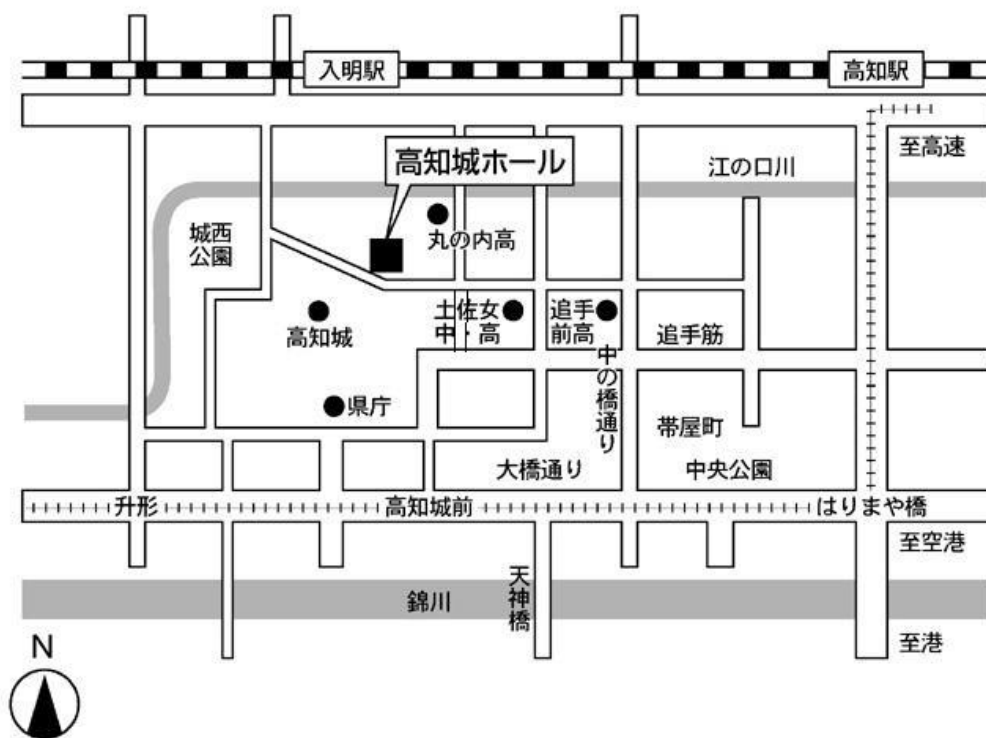 入明駅
高知駅
至高速
高知城ホール
江の口川
丸の内高
城西
公園
高知城
土佐女
中・高
追手
前高
追手筋
中の橋通り
県庁
帯屋町
大橋通り
中央公園
升形
高知城前
はりまや橋
至空港
天神橋
錦川
至港
N